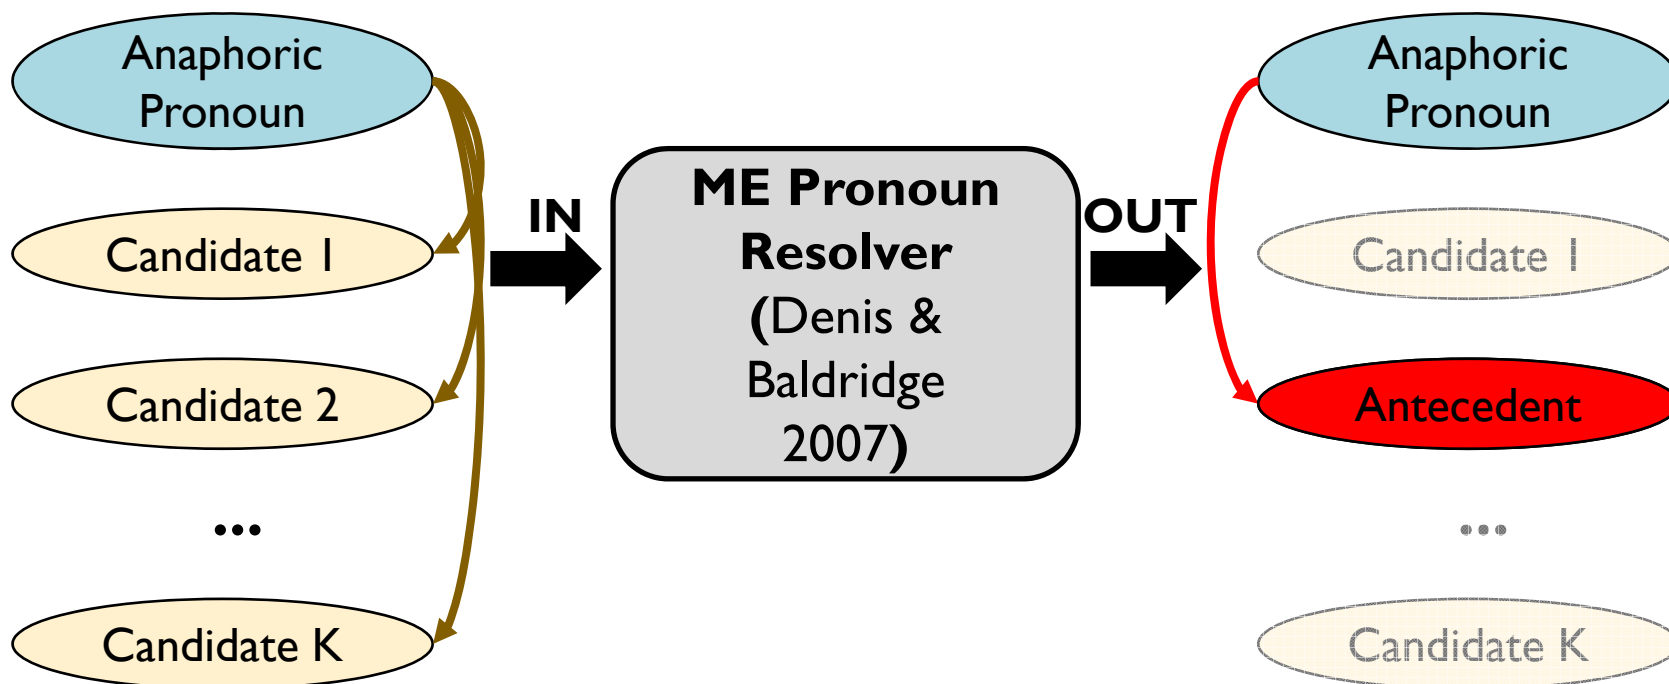 Anaphoric
Pronoun
Candidate 1
Candidate 2
...
Candidate K
IN
ME Pronoun
Resolver
(Denis &
Baldridge
2007)
OUT
Anaphoric
Pronoun
Candidate 1
Antecedent
...
Candidate K